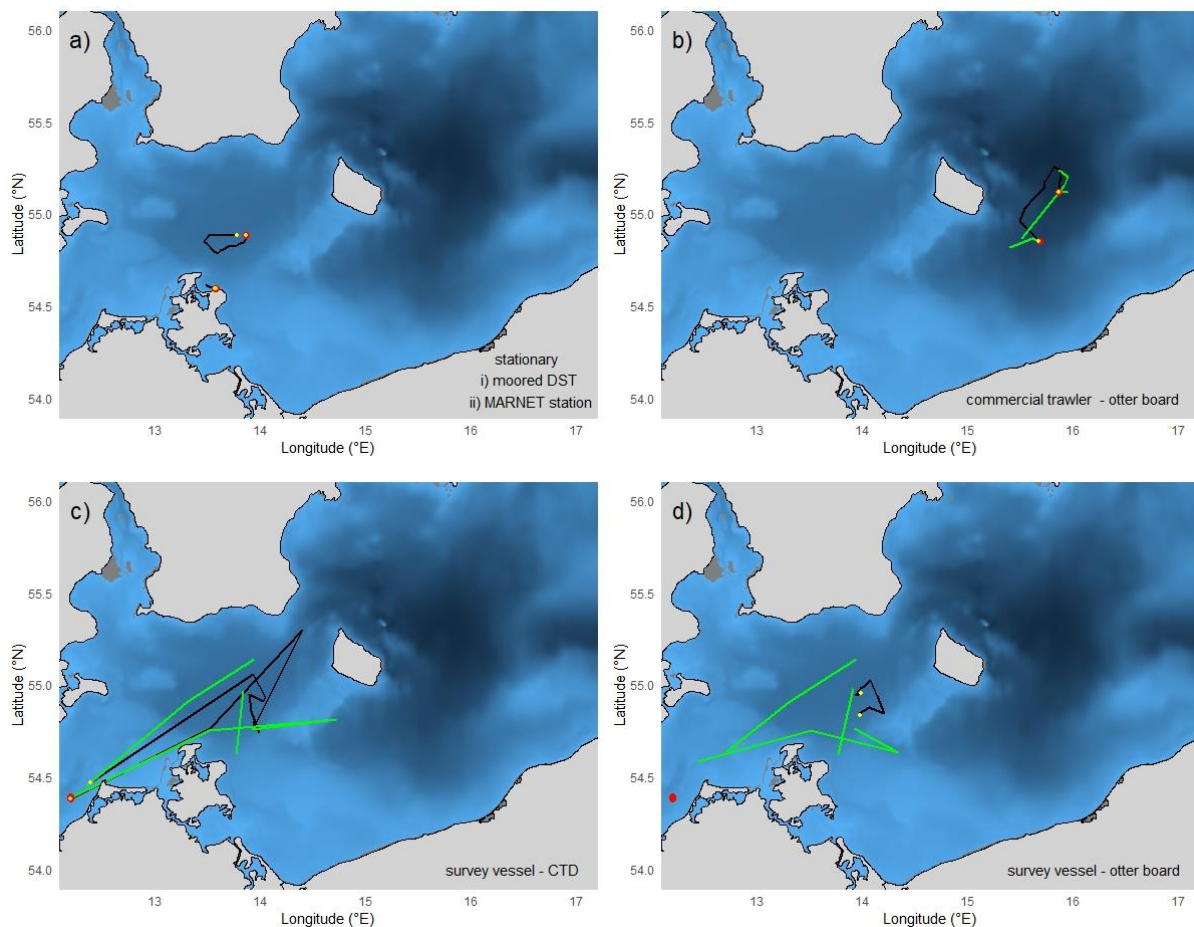 a)
56.0
55.5
55.0
54.5
54.0
Latitude (°N)
stationary
i) moored DST
ii) MARNET station
13
14
15
16
17
Longitude (°E)
b)
56.0
55.5
55.0
54.5
54.0
Latitude (°N)
commercial trawler - otter board
13
14
15
16
17
Longitude (°E)
c)
56.0
55.5
55.0
54.5
54.0
Latitude (°N)
survey vessel - CTD
13
14
15
16
17
Longitude (°E)
d)
56.0
55.5
55.0
54.5
54.0
Latitude (°N)
survey vessel - otter board
13
14
15
16
17
Longitude (°E)